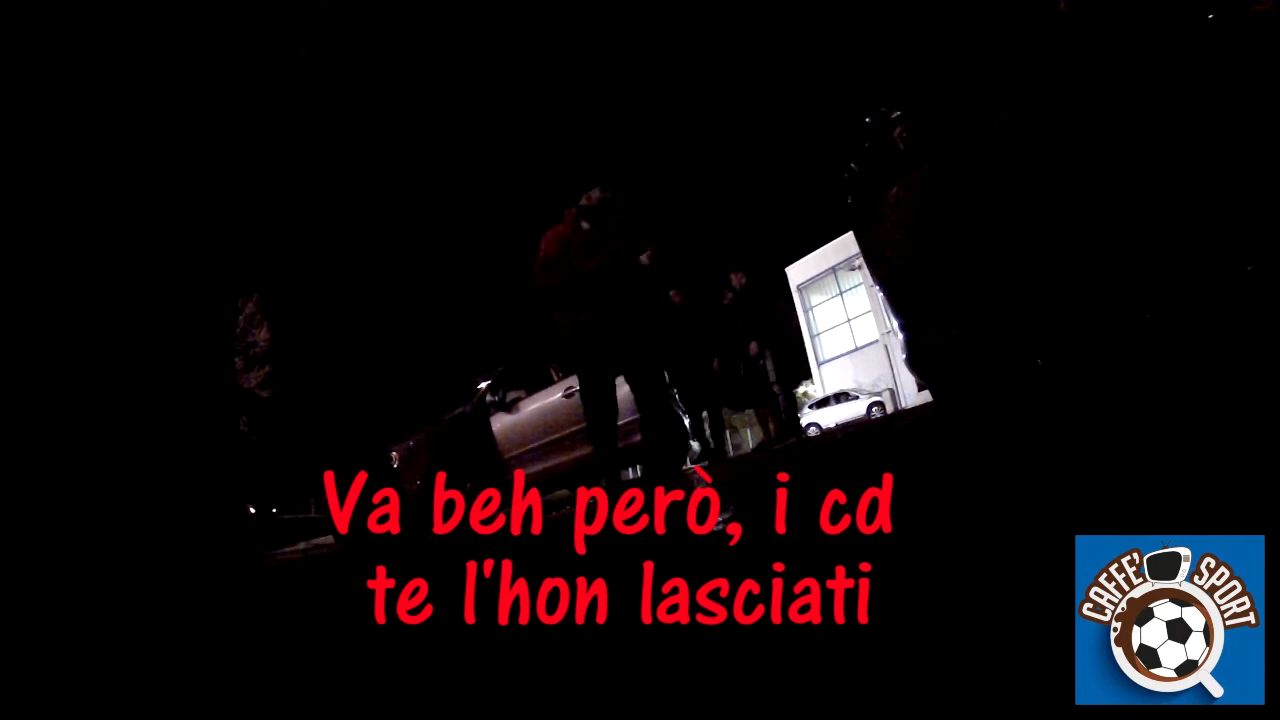 Va beh però, i cd
te l'hon lasciati
CAFFE' SPORT